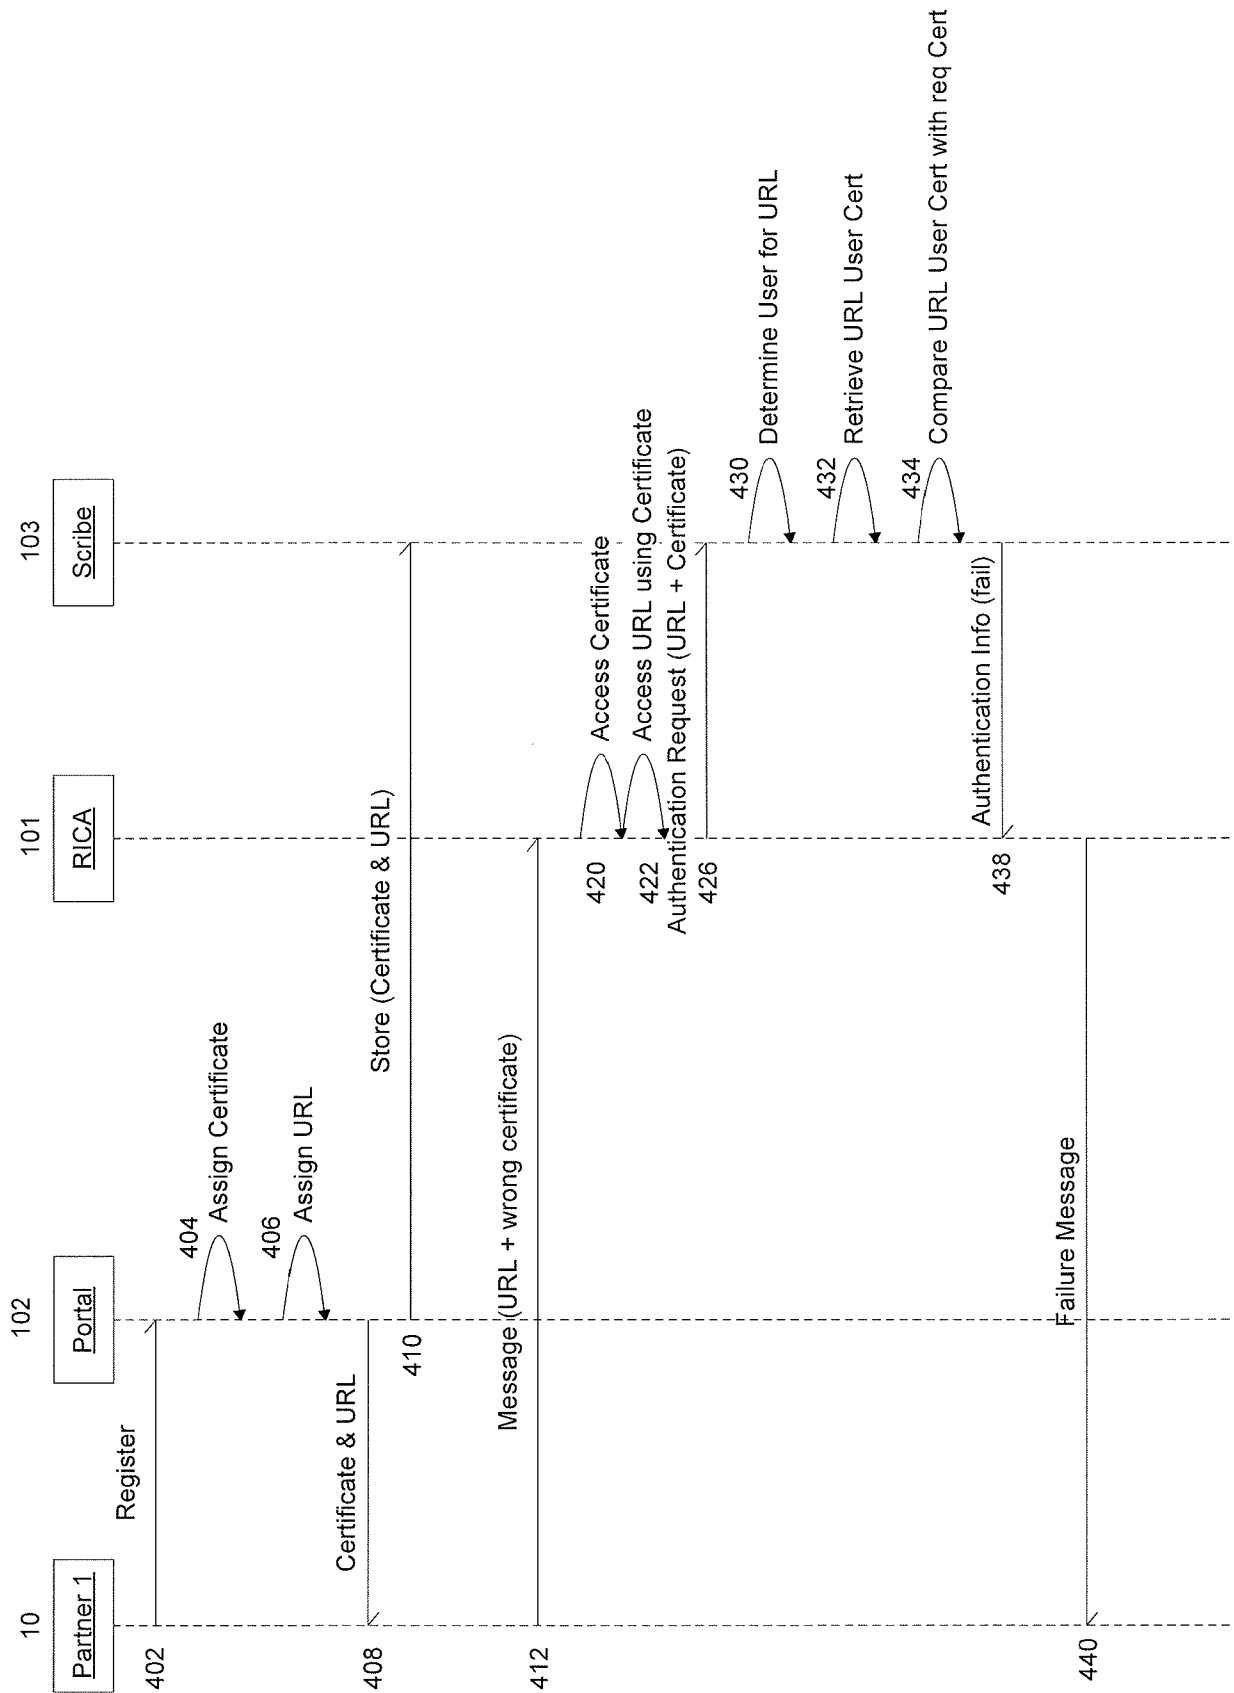 10
Partner 1
102
Portal
101
RICA
103
Scribe
Register
402
404
Assign Certificate
406
Assign URL
Certificate & URL
408
Store (Certificate & URL)
410
Message (URL + wrong certificate)
412
Access Certificate
420
Access URL using Certificate
422
Authentication Request (URL + Certificate)
426
430
Determine User for URL
432
Retrieve URL User Cert
434
Compare URL User Cert with req Cert
Authentication Info (fail)
438
Failure Message
440